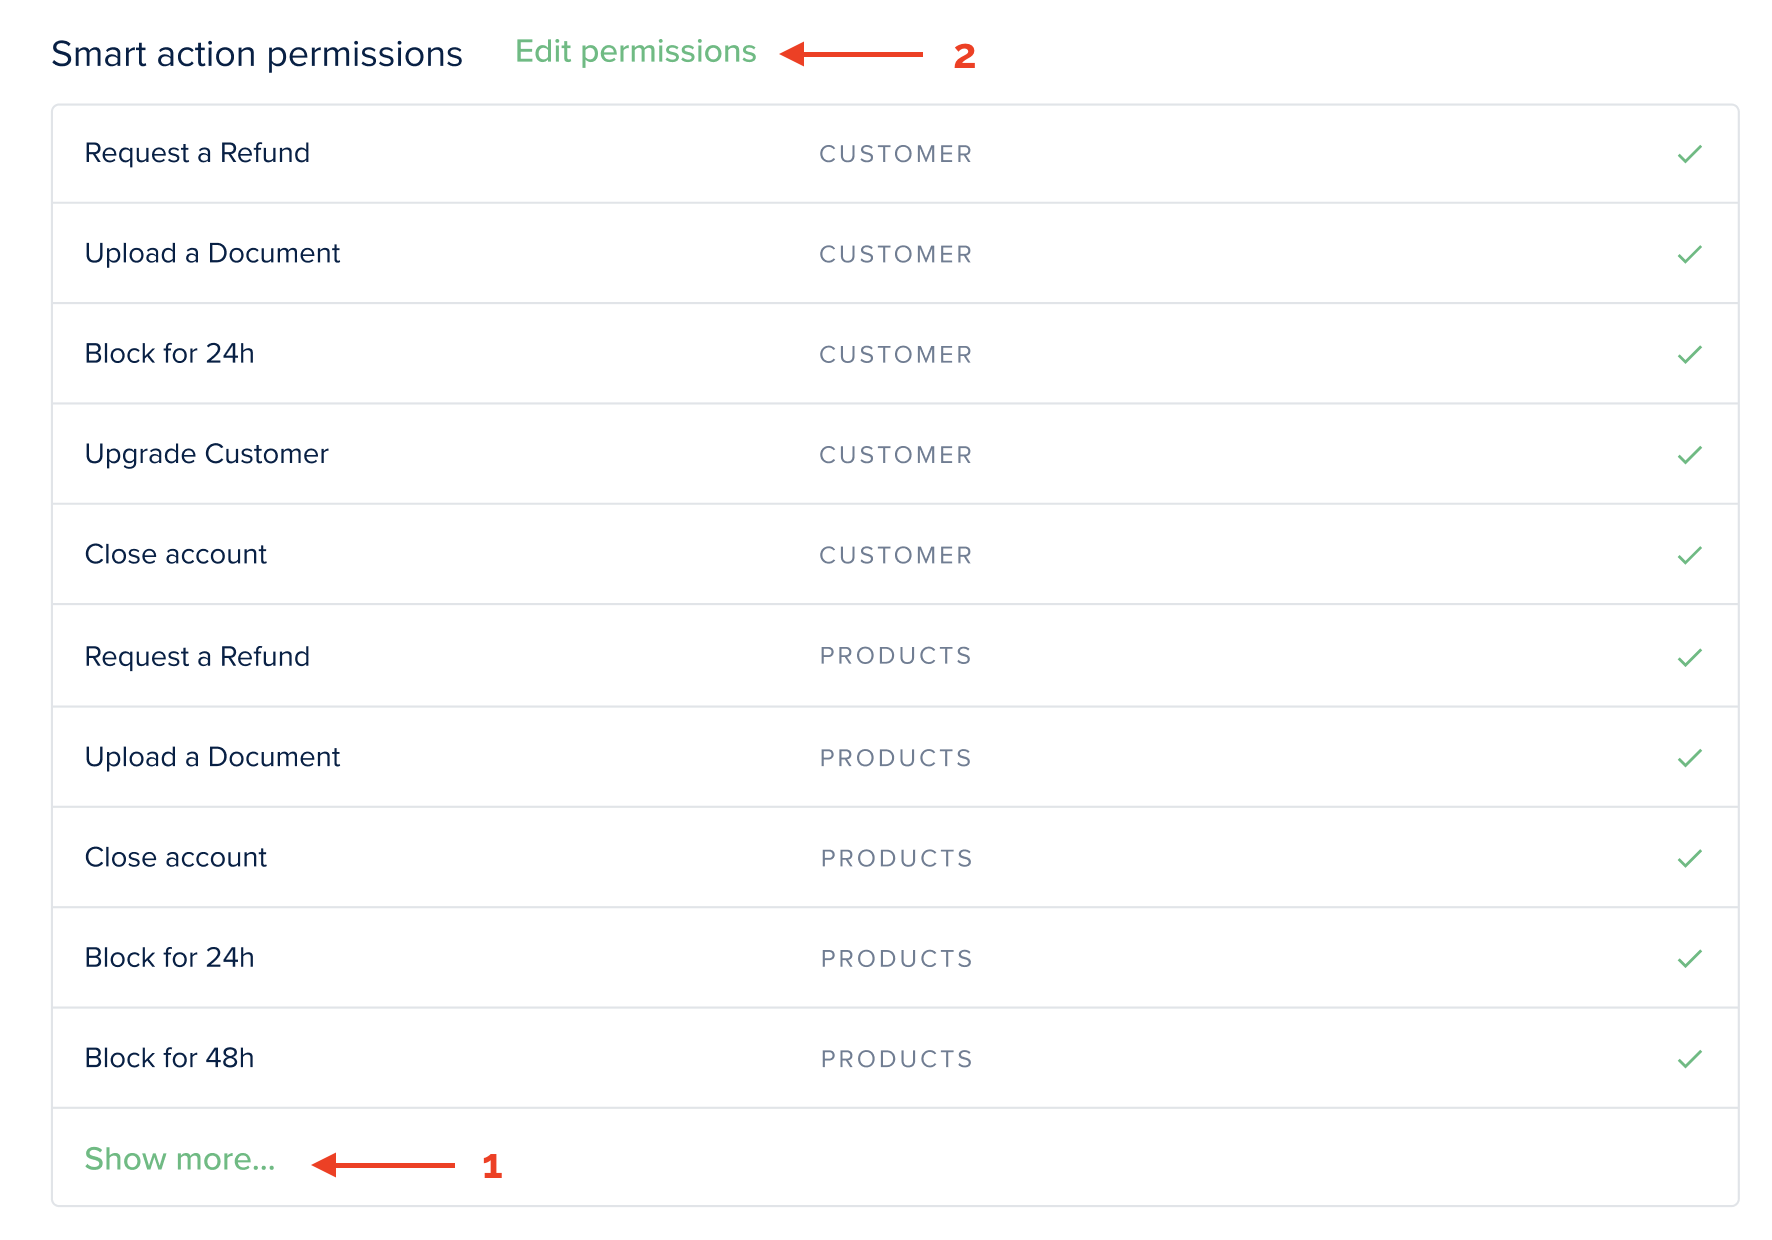 Smart action permissions Edit permissions 2
Request a Refund CUSTOMER
Upload a Document CUSTOMER
Block for 24h CUSTOMER
Upgrade Customer CUSTOMER
Close account CUSTOMER
Request a Refund PRODUCTS
Upload a Document PRODUCTS
Close account PRODUCTS
Block for 24h PRODUCTS
Block for 48h PRODUCTS
Show more... 1